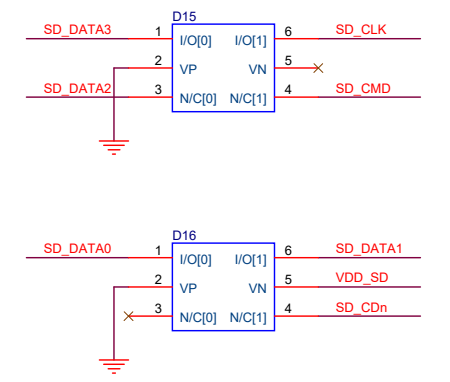 D15
SD_DATA3 1 I/O[0] I/O[1] 6 SD_CLK
2 VP VN 5
SD_DATA2 3 N/C[0] N/C[1] 4 SD_CMD
D16
SD_DATA0 1 I/O[0] I/O[1] 6 SD_DATA1
2 VP VN 5 VDD_SD
3 N/C[0] N/C[1] 4 SD_CDn